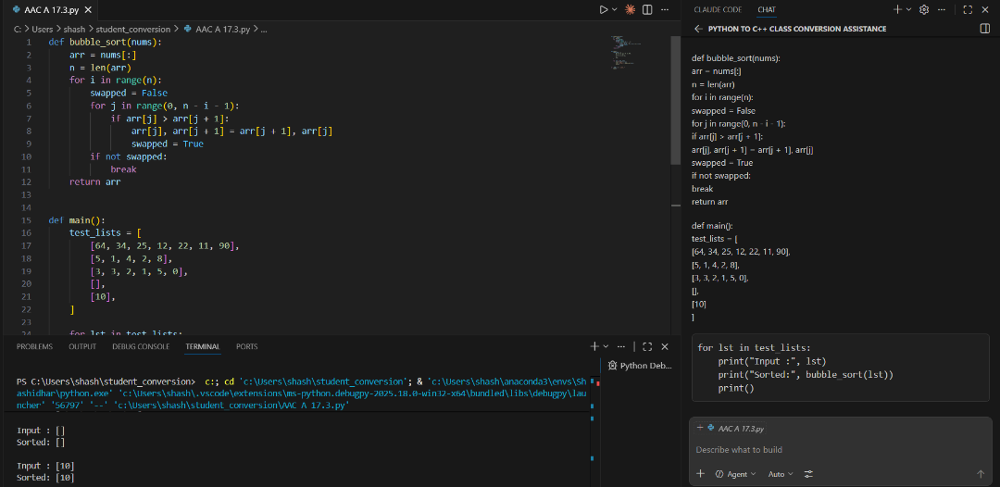 AAC A 17.3.py
C: > Users > shash > student_conversion > AAC A 17.3.py > ...
1 def bubble_sort(nums):
2 arr = nums[:]
3 n = len(arr)
4 for i in range(n):
5 swapped = False
6 for j in range(0, n - i - 1):
7 if arr[j] > arr[j + 1]:
8 arr[j], arr[j + 1] = arr[j + 1], arr[j]
9 swapped = True
10 if not swapped:
11 break
12 return arr
13
14
15 def main():
16 test_lists = [
17 [64, 34, 25, 12, 22, 11, 90],
18 [5, 1, 4, 2, 8],
19 [3, 3, 2, 1, 5, 0],
20 [],
21 [10],
22 ]
23
24 for lst in test_lists:
PROBLEMS OUTPUT DEBUG CONSOLE TERMINAL PORTS
Python Deb...
PS C:\Users\shash\student_conversion> c:; cd 'c:\Users\shash\student_conversion'; & 'c:\Users\shash\anaconda3\envs\Sh
ashidhar\python.exe' 'c:\Users\shash\.vscode\extensions\ms-python.debugpy-2025.18.0-win32-x64\bundled\libs\debugpy\lau
ncher' '56797' '--' 'c:\Users\shash\student_conversion\AAC A 17.3.py'
Input : []
Sorted: []
Input : [10]
Sorted: [10]
CLAUDE CODE CHAT
PYTHON TO C++ CLASS CONVERSION ASSISTANCE
def bubble_sort(nums):
arr = nums[:]
n = len(arr)
for i in range(n):
swapped = False
for j in range(0, n - i - 1):
if arr[j] > arr[j + 1]:
arr[j], arr[j + 1] = arr[j + 1], arr[j]
swapped = True
if not swapped:
break
return arr
def main():
test_lists = [
[64, 34, 25, 12, 22, 11, 90],
[5, 1, 4, 2, 8],
[3, 3, 2, 1, 5, 0],
[],
[10]
]
for lst in test_lists:
print("Input :", lst)
print("Sorted:", bubble_sort(lst))
print()
AAC A 17.3.py
Describe what to build
Agent Auto